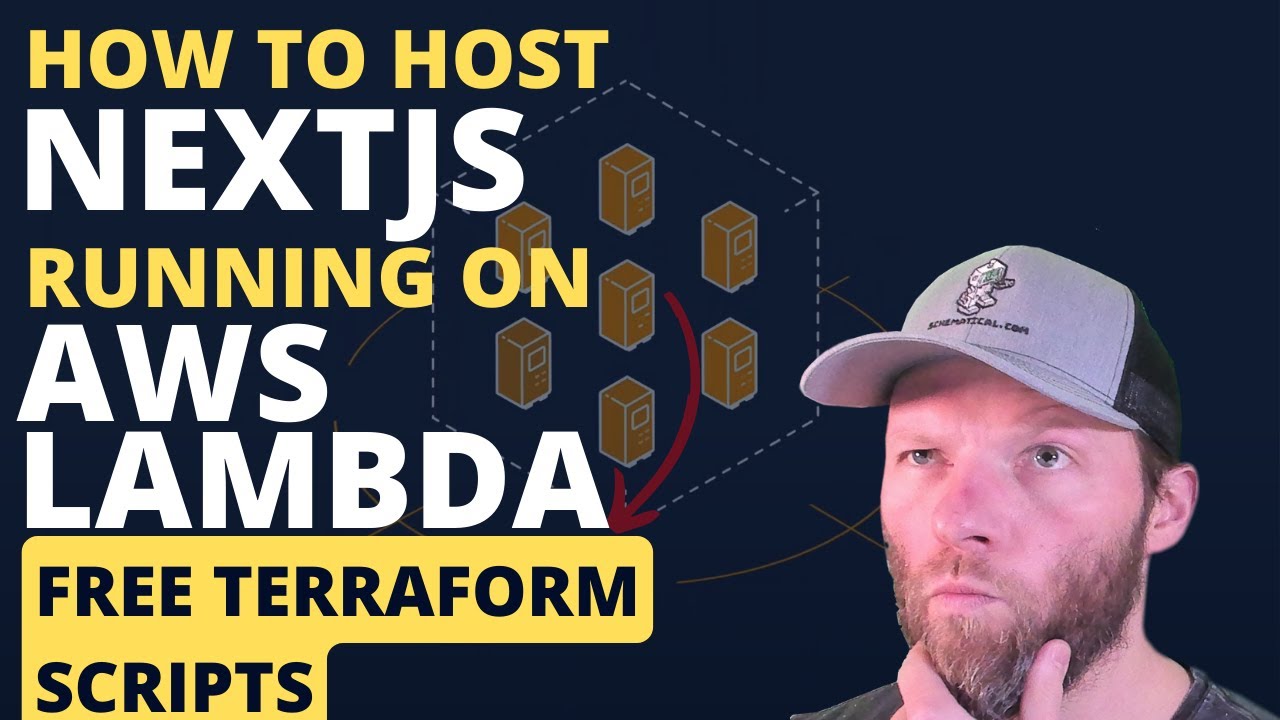 HOW TO HOST
NEXTJS
RUNNING ON
AWS
LAMBDA
FREE TERRAFORM
SCRIPTS
SCHEMATICAL.COM